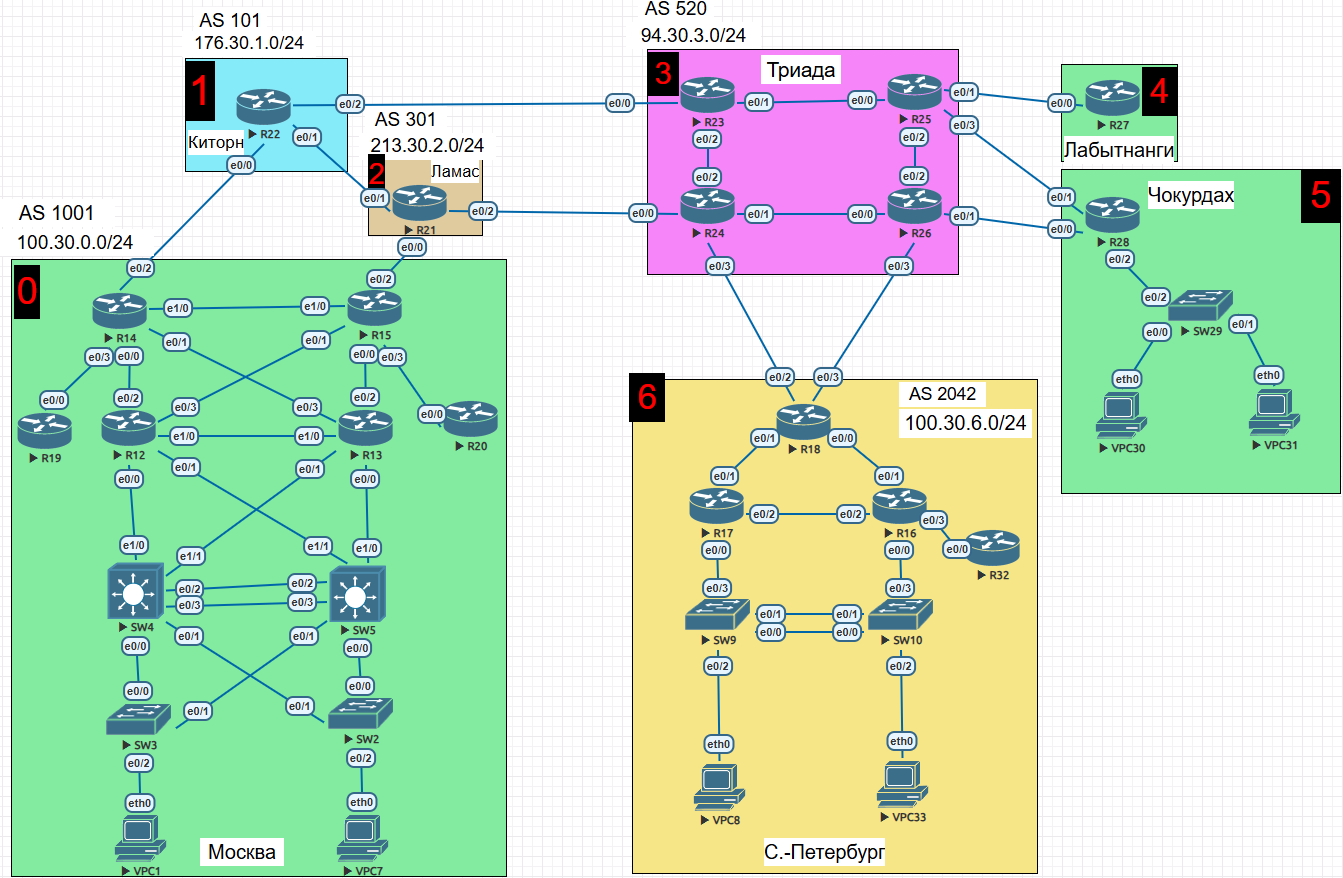 AS 101
176.30.1.0/24
1
e0/2
R22
Киторн
e0/1
e0/0
AS 301
213.30.2.0/24
2
Ламас
e0/1
e0/2
R21
e0/0
AS 520
94.30.3.0/24
3
Триада
e0/0
R23
e0/1
e0/0
R25
e0/1
e0/3
e0/2
e0/2
e0/2
e0/2
e0/0
R24
e0/1
e0/0
R26
e0/1
e0/3
e0/3
4
e0/0
R27
Лабытнанги
5
Чокурдах
e0/1
e0/0
R28
e0/2
e0/2
SW29
e0/0
e0/1
eth0
eth0
VPC30
VPC31
AS 1001
100.30.0.0/24
0
e0/2
e0/2
R14
e1/0
e1/0
R15
e0/1
e0/1
e0/3
e0/0
e0/0
e0/3
e0/0
e0/2
e0/3
e0/3
e0/2
e0/0
R19
R12
e1/0
e1/0
R13
R20
e0/0
e0/1
e0/1
e0/0
e1/0
e1/1
e1/1
e1/0
e0/2
e0/2
e0/3
e0/3
SW4
SW5
e0/0
e0/1
e0/1
e0/0
e0/0
e0/1
e0/1
e0/0
SW3
SW2
e0/2
e0/2
eth0
eth0
VPC1
VPC7
Москва
6
AS 2042
100.30.6.0/24
e0/2
e0/3
R18
e0/1
e0/0
e0/1
e0/1
R17
e0/2
e0/2
R16
e0/3
e0/0
R32
e0/0
e0/0
e0/3
e0/3
SW9
e0/1
e0/1
e0/0
e0/0
SW10
e0/2
e0/2
eth0
eth0
VPC8
VPC33
С.-Петербург